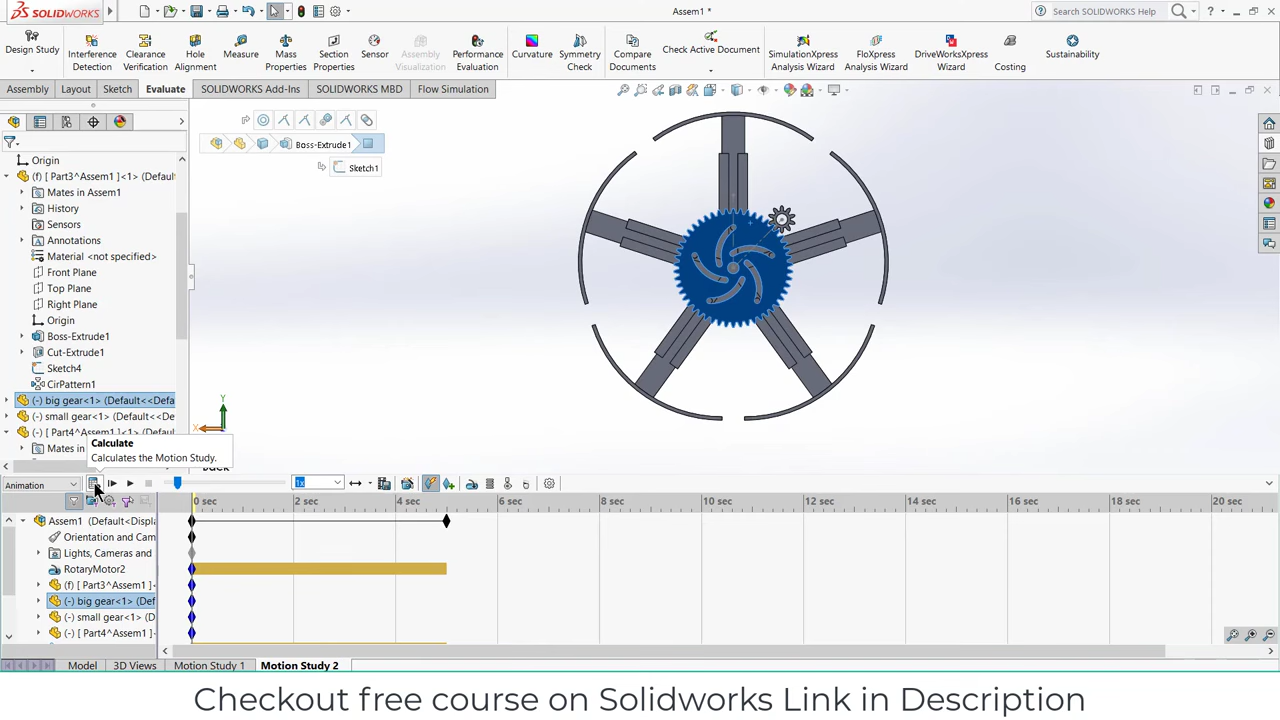 SOLIDWORKS
Assem1 *
Search SOLIDWORKS
Design Study
Interference Detection
Clearance Verification
Hole Alignment
Measure
Mass Properties
Section Properties
Sensor
Assembly Visualization
Performance Evaluation
Curvature
Symmetry Check
Compare Documents
Check Active Document
SimulationXpress Analysis Wizard
FloXpress Analysis Wizard
DriveWorksXpress Wizard
Costing
Sustainability
Assembly Layout Sketch Evaluate SOLIDWORKS Add-Ins SOLIDWORKS MBD Flow Simulation
Boss-Extrude1
Sketch1
Origin
(f) [ Part3^Assem1 ]<1> (Defau
Mates in Assem1
History
Sensors
Annotations
Material <not specified>
Front Plane
Top Plane
Right Plane
Origin
Boss-Extrude1
Cut-Extrude1
Sketch4
CirPattern1
(-) big gear<1> (Default<<Defa
(-) small gear<1> (Default<<De
(-) [ Part4^Assem1 ]<1> (Defau
Mates in
Calculate
Calculates the Motion Study.
Y
X
Animation
1x
0 sec 2 sec 4 sec 6 sec 8 sec 10 sec 12 sec 14 sec 16 sec 18 sec 20 sec
Assem1 (Default<Displ
Orientation and Cam
Lights, Cameras and
RotaryMotor2
(f) [ Part3^Assem1 ]<
(-) big gear<1> (Def
(-) small gear<1> (D
(-) [ Part4^Assem1 ]
Model 3D Views Motion Study 1 Motion Study 2
Checkout free course on Solidworks Link in Description